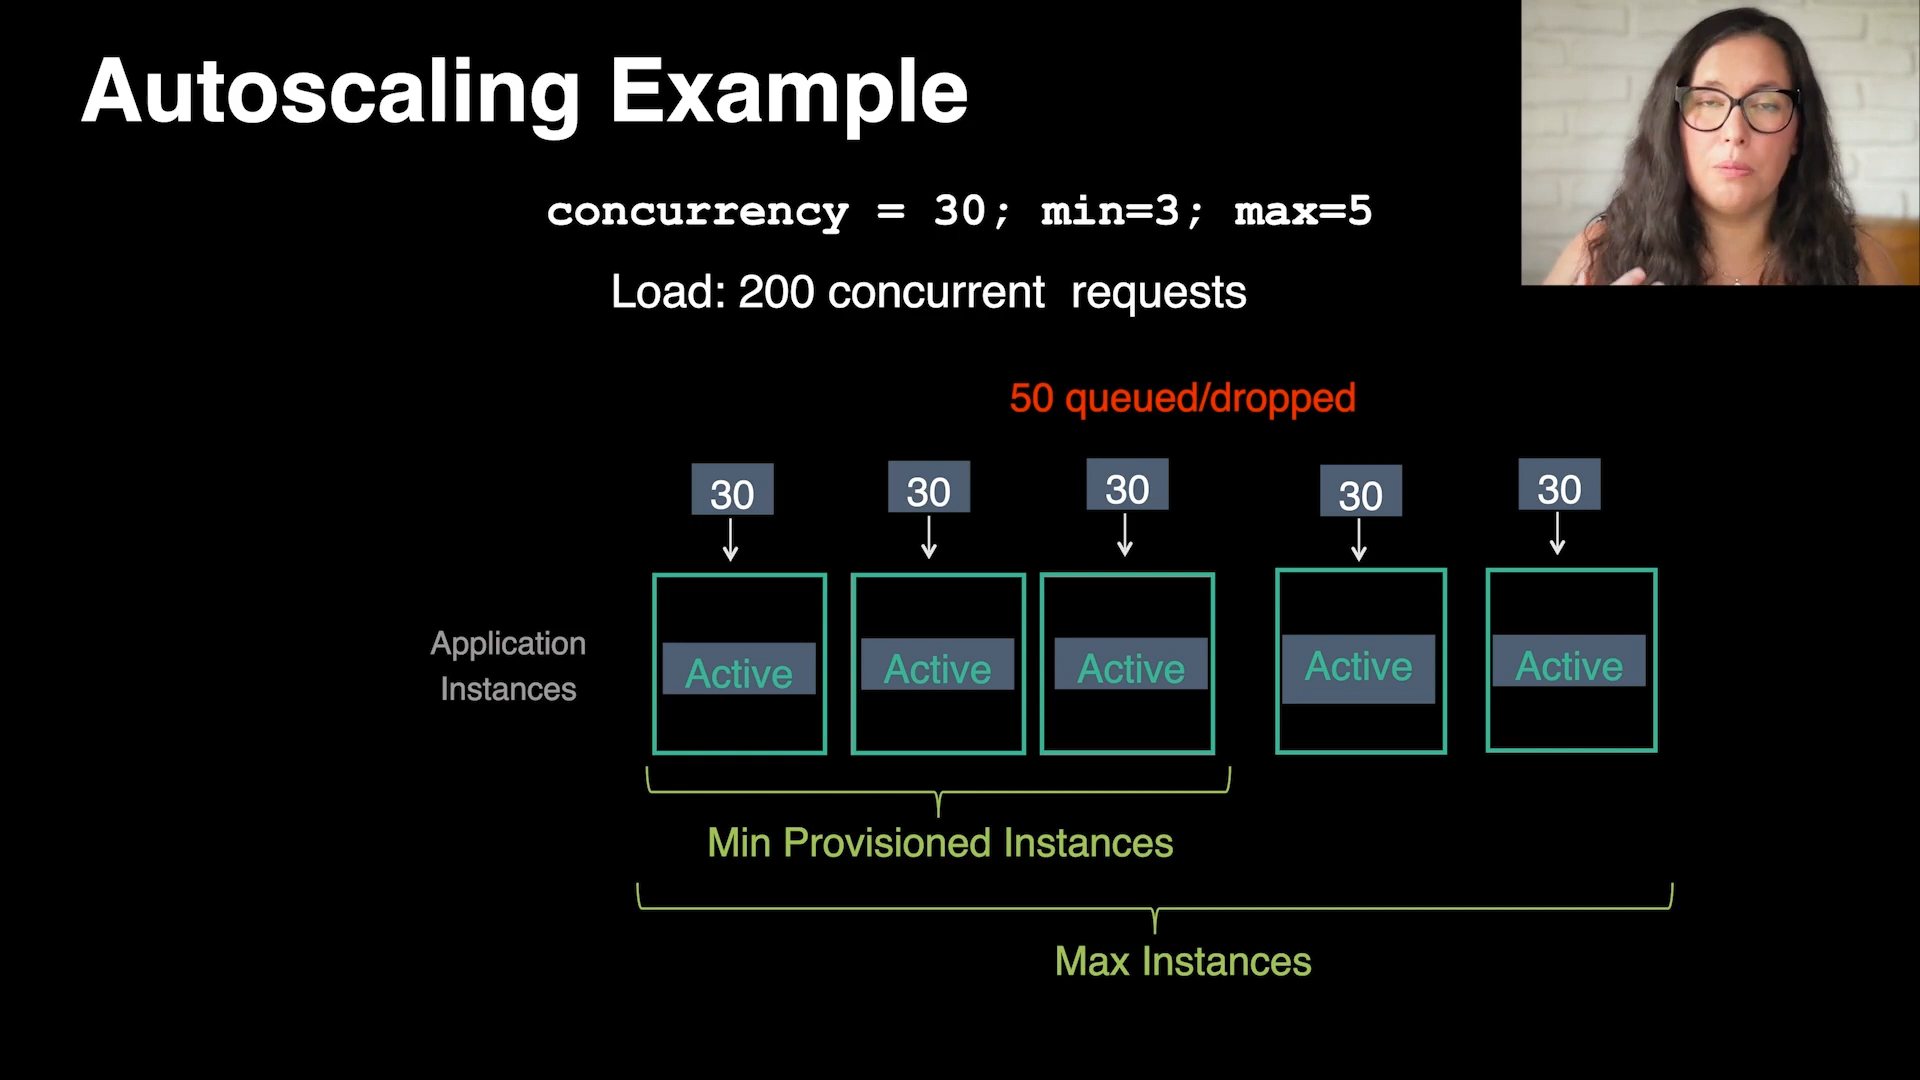 Autoscaling Example
concurrency = 30; min=3; max=5
Load: 200 concurrent requests
50 queued/dropped
30 30 30 30 30
Application
Instances
Active Active Active Active Active
Min Provisioned Instances
Max Instances